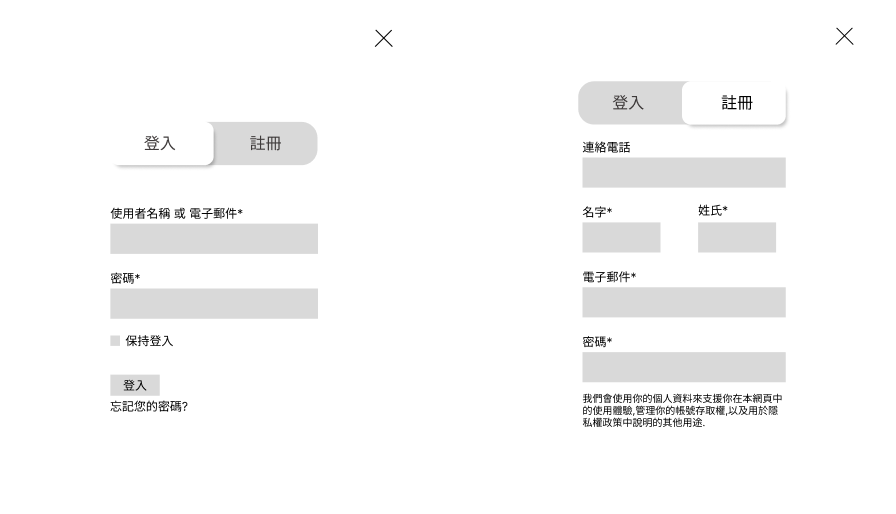 登入 註冊
使用者名稱 或 電子郵件*
密碼*
保持登入
登入
忘記您的密碼?
登入 註冊
連絡電話
名字* 姓氏*
電子郵件*
密碼*
我們會使用你的個人資料來支援你在本網頁中
的使用體驗,管理你的帳號存取權,以及用於隱
私權政策中說明的其他用途.